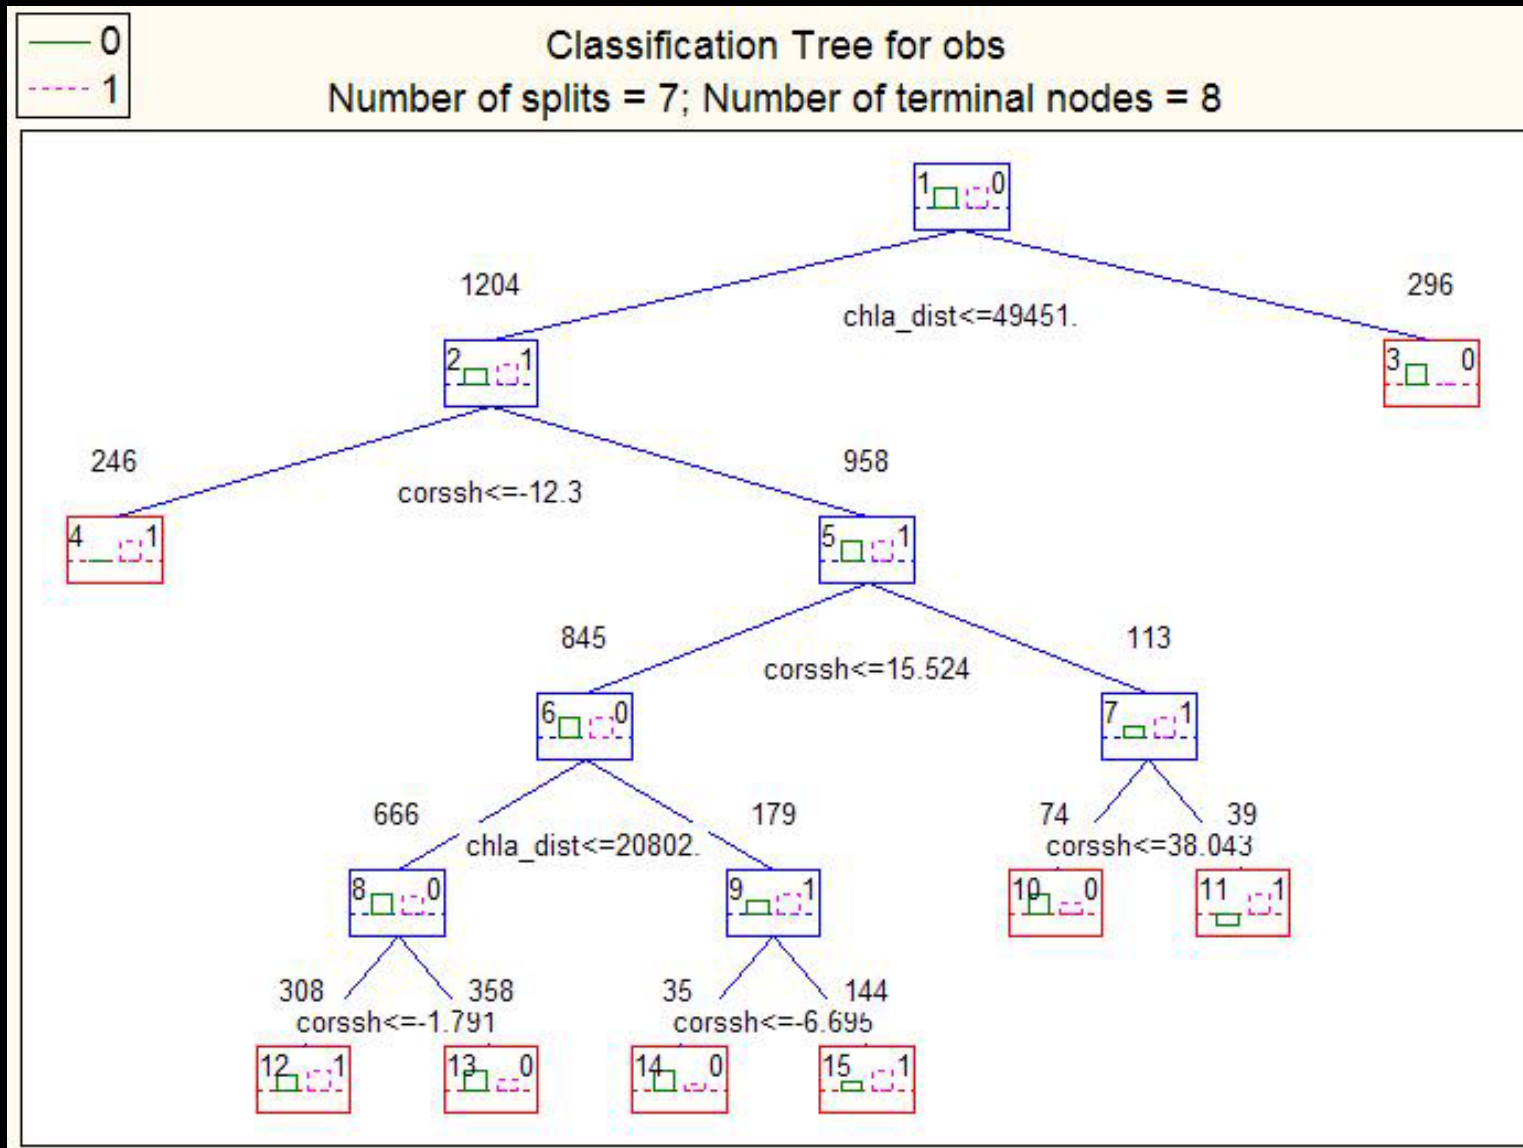 0
1
Classification Tree for obs
Number of splits = 7; Number of terminal nodes = 8
1 0
1204 296
chla_dist<=49451.
2 1
3 0
246 958
corssh<=-12.3
4 1
5 1
845 113
corssh<=15.524
6 0
7 1
666 179 74 39
chla_dist<=20802. corssh<=38.043
8 0
9 1
10 0
11 1
308 358 35 144
corssh<=-1.791 corssh<=-6.695
12 1
13 0
14 0
15 1